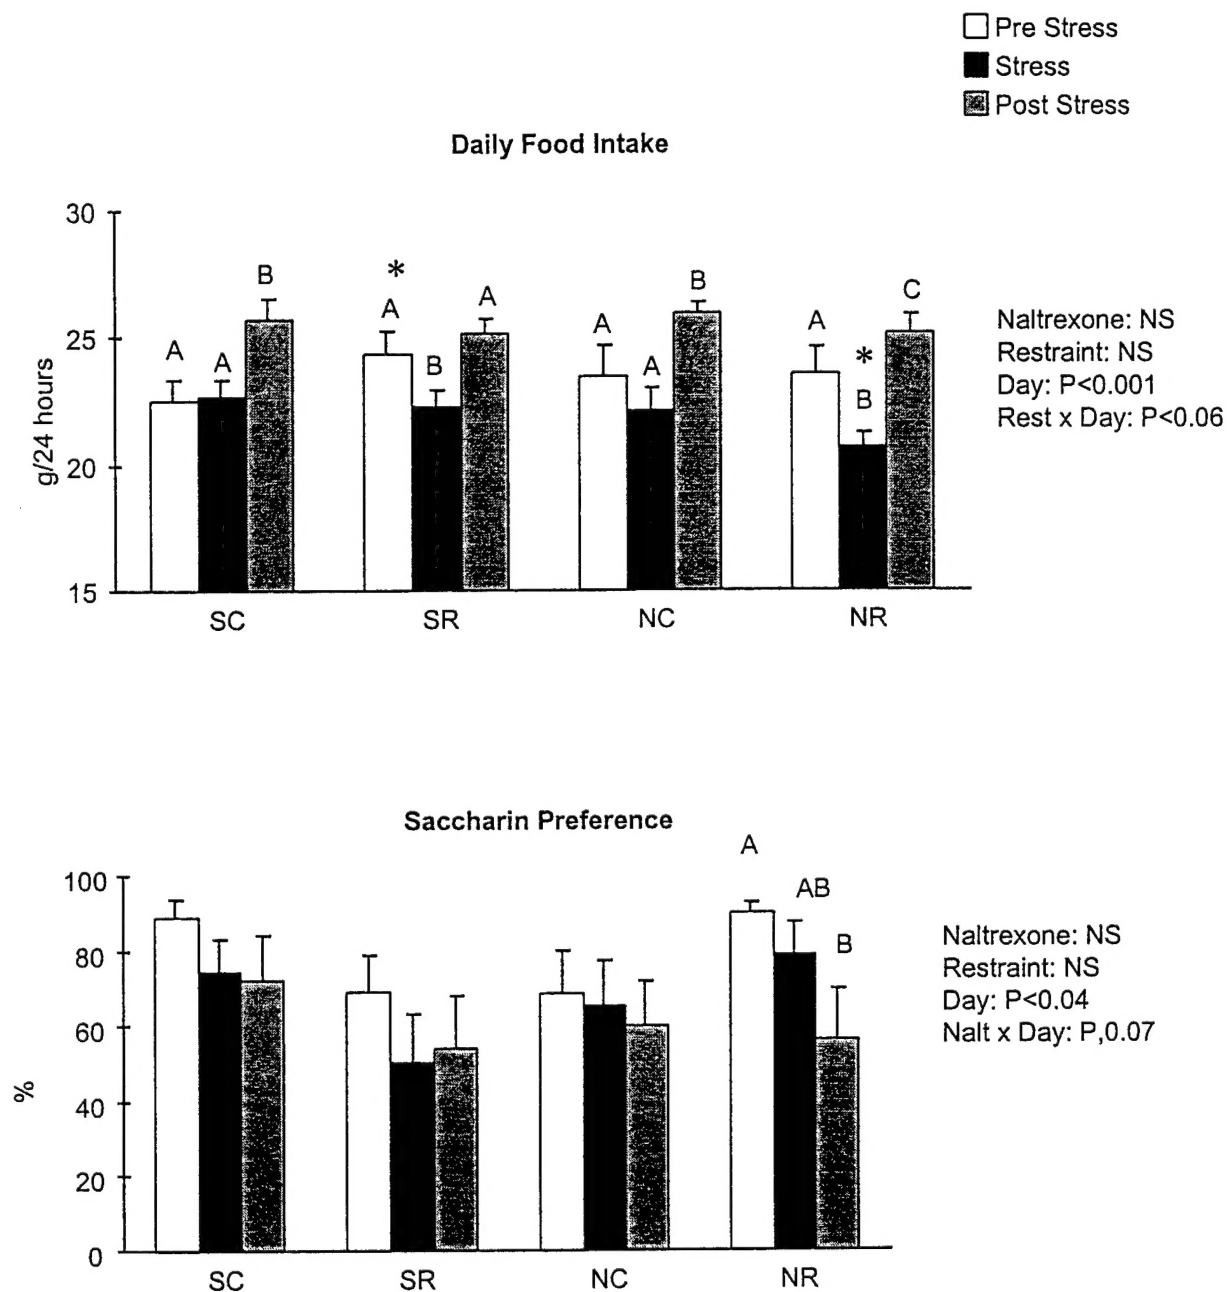 Pre Stress
Stress
Post Stress
Daily Food Intake
30
25
20
15
g/24 hours
A
A
B
*
A
B
A
A
A
B
A
*
B
C
SC
SR
NC
NR
Naltrexone: NS
Restraint: NS
Day: P<0.001
Rest x Day: P<0.06
Saccharin Preference
100
80
60
40
20
0
%
A
AB
B
SC
SR
NC
NR
Naltrexone: NS
Restraint: NS
Day: P<0.04
Nalt x Day: P,0.07